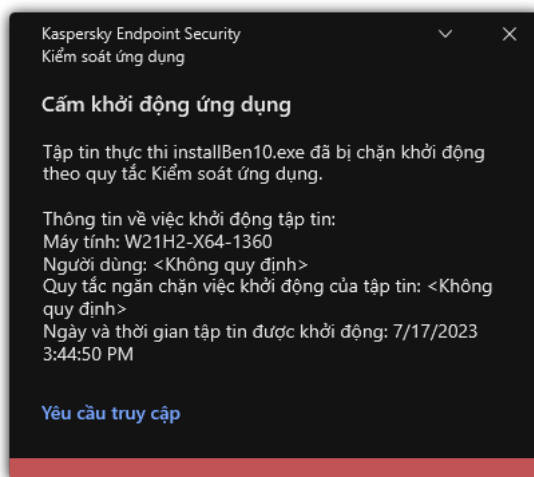 Kaspersky Endpoint Security
Kiểm soát ứng dụng
Cấm khởi động ứng dụng
Tập tin thực thi installBen10.exe đã bị chặn khởi động
theo quy tắc Kiểm soát ứng dụng.
Thông tin về việc khởi động tập tin:
Máy tính: W21H2-X64-1360
Người dùng: <Không quy định>
Quy tắc ngăn chặn việc khởi động của tập tin: <Không
quy định>
Ngày và thời gian tập tin được khởi động: 7/17/2023
3:44:50 PM
Yêu cầu truy cập